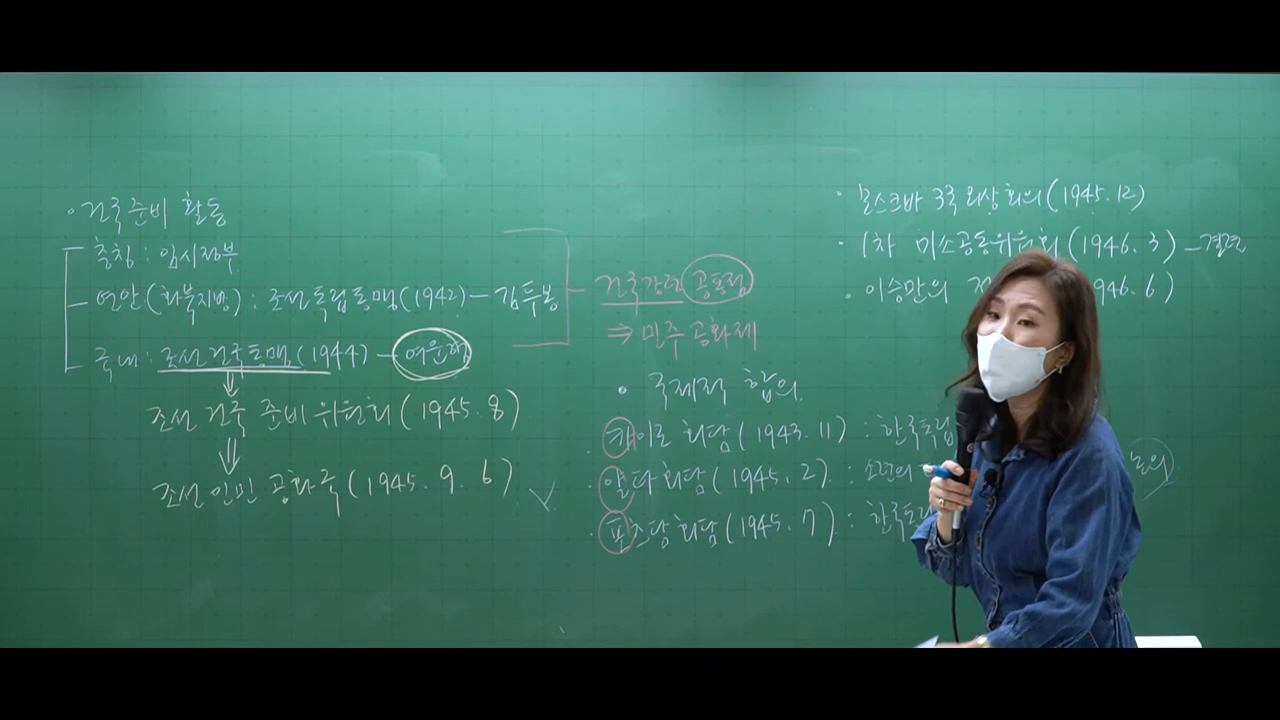 · 건국준비 활동
충칭 : 임시정부
연안(화북지방) : 조선독립동맹(1942) - 김두봉
국내 : 조선건국동맹(1944) - 여운형
⇓
조선 건국 준비위원회(1945. 8)
⇓
조선인민 공화국(1945. 9. 6) ✓
건국강령 공통점
⇒ 민주공화제
• 국제적 합의
· 카이로 회담(1943.11) : 한국독립
· 얄타회담(1945. 2) : 소련의 논의
· 포츠담회담(1945. 7) : 한국독
· 모스크바 3국 외상회의(1945.12)
· 1차 미소공동위원회(1946. 3) - 결렬
· 이승만의 946. 6)